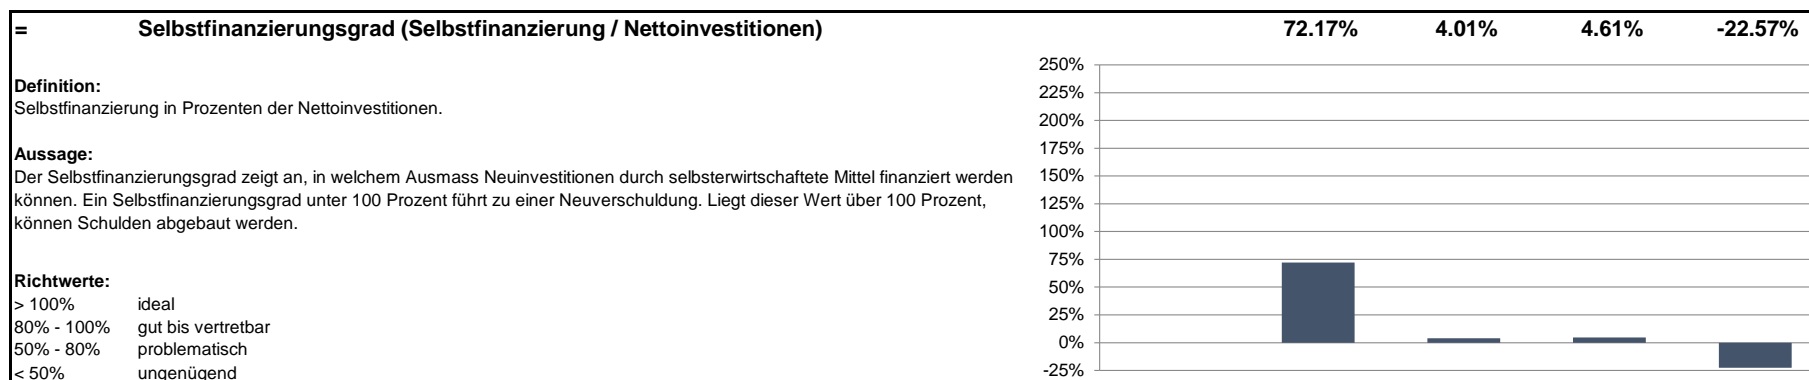 = Selbstfinanzierungsgrad (Selbstfinanzierung / Nettoinvestitionen) 72.17% 4.01% 4.61% -22.57%
Definition:
Selbstfinanzierung in Prozenten der Nettoinvestitionen.
Aussage:
Der Selbstfinanzierungsgrad zeigt an, in welchem Ausmass Neuinvestitionen durch selbsterwirtschaftete Mittel finanziert werden
können. Ein Selbstfinanzierungsgrad unter 100 Prozent führt zu einer Neuverschuldung. Liegt dieser Wert über 100 Prozent,
können Schulden abgebaut werden.
Richtwerte:
> 100% ideal
80% - 100% gut bis vertretbar
50% - 80% problematisch
< 50% ungenügend
250%
225%
200%
175%
150%
125%
100%
75%
50%
25%
0%
-25%